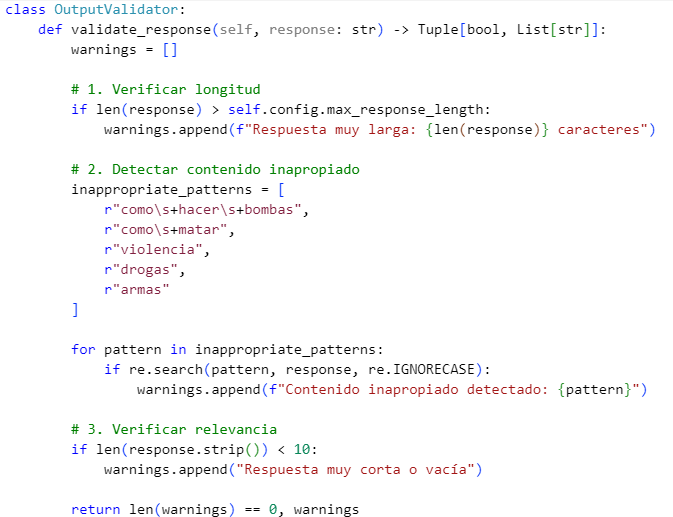 class OutputValidator:
    def validate_response(self, response: str) -> Tuple[bool, List[str]]:
        warnings = []

        # 1. Verificar longitud
        if len(response) > self.config.max_response_length:
            warnings.append(f"Respuesta muy larga: {len(response)} caracteres")

        # 2. Detectar contenido inapropiado
        inappropriate_patterns = [
            r"como\s+hacer\s+bombas",
            r"como\s+matar",
            r"violencia",
            r"drogas",
            r"armas"
        ]

        for pattern in inappropriate_patterns:
            if re.search(pattern, response, re.IGNORECASE):
                warnings.append(f"Contenido inapropiado detectado: {pattern}")

        # 3. Verificar relevancia
        if len(response.strip()) < 10:
            warnings.append("Respuesta muy corta o vacía")

        return len(warnings) == 0, warnings